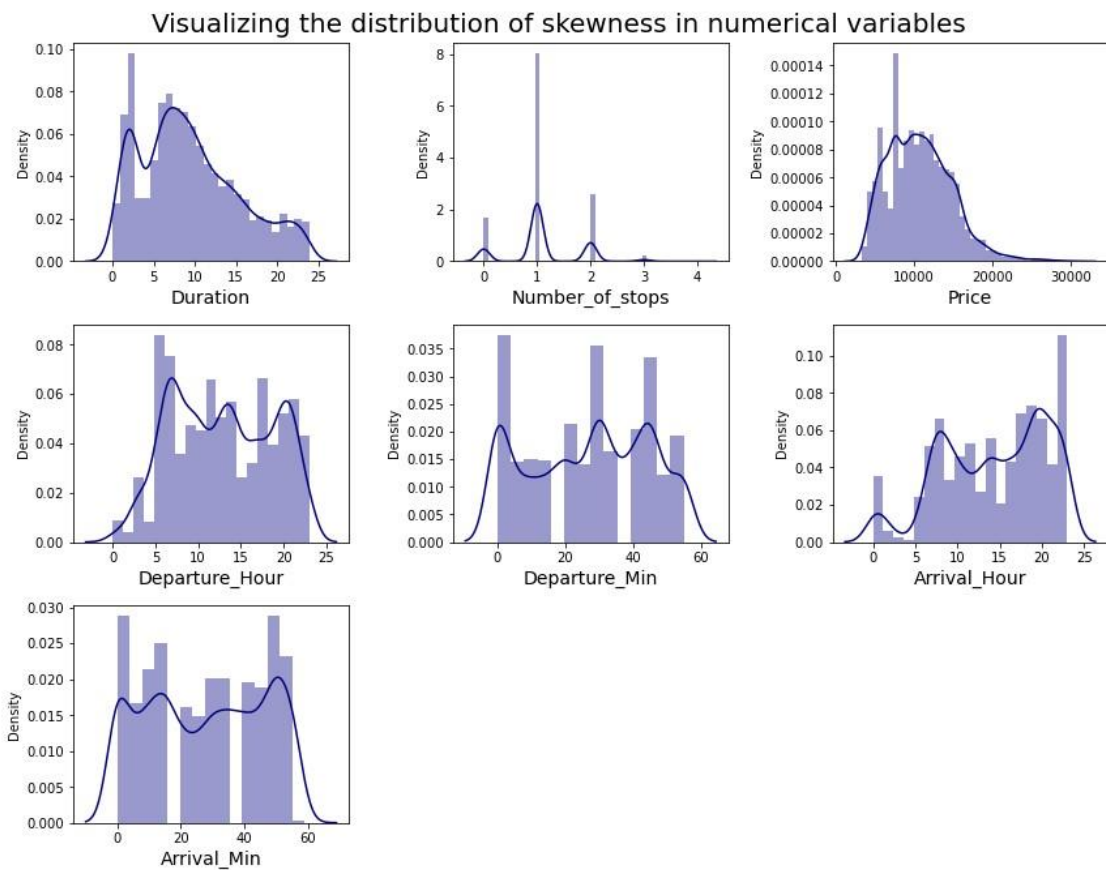 Visualizing the distribution of skewness in numerical variables
0.10
0.08
0.06
0.04
0.02
0.00
Density
0 5 10 15 20 25
Duration
8
6
4
2
0
Density
0 1 2 3 4
Number_of_stops
0.00014
0.00012
0.00010
0.00008
0.00006
0.00004
0.00002
0.00000
Density
0 10000 20000 30000
Price
0.08
0.06
0.04
0.02
0.00
Density
0 5 10 15 20 25
Departure_Hour
0.035
0.030
0.025
0.020
0.015
0.010
0.005
0.000
Density
0 20 40 60
Departure_Min
0.10
0.08
0.06
0.04
0.02
0.00
Density
0 5 10 15 20 25
Arrival_Hour
0.030
0.025
0.020
0.015
0.010
0.005
0.000
Density
0 20 40 60
Arrival_Min